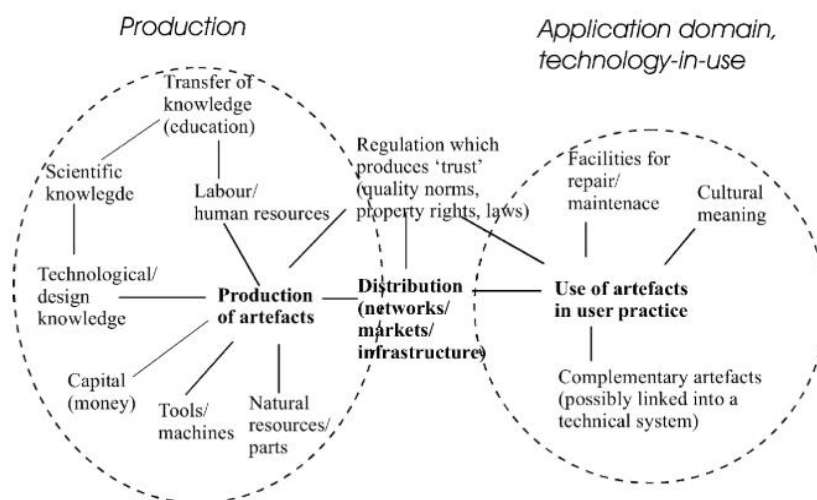 Production
Application domain,
technology-in-use
Transfer of
knowledge
(education)
Scientific
knowlegde
Labour/
human resources
Technological/
design
knowledge
Production
of artefacts
Capital
(money)
Tools/
machines
Natural
resources/
parts
Regulation which
produces ‘trust’
(quality norms,
property rights, laws)
Distribution
(networks/
markets/
infrastructure)
Facilities for
repair/
maintenace
Cultural
meaning
Use of artefacts
in user practice
Complementary artefacts
(possibly linked into a
technical system)